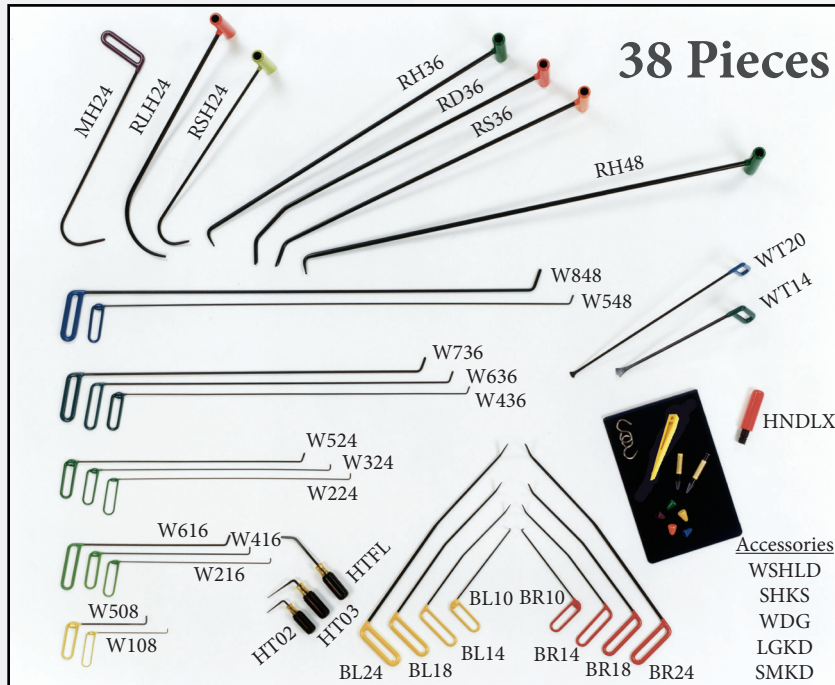 38 Pieces
MH24
RLH24
RSH24
RH36
RD36
RS36
RH48
WT20
WT14
W848
W548
W736
W636
W436
HNDLX
W524
W324
W224
W616
W416
W216
HTFL
HT03
HT02
W508
W108
BL10 BR10
BL14
BL18
BL24
BR14
BR18
BR24
Accessories
WSHLD
SHKS
WDG
LGKD
SMKD